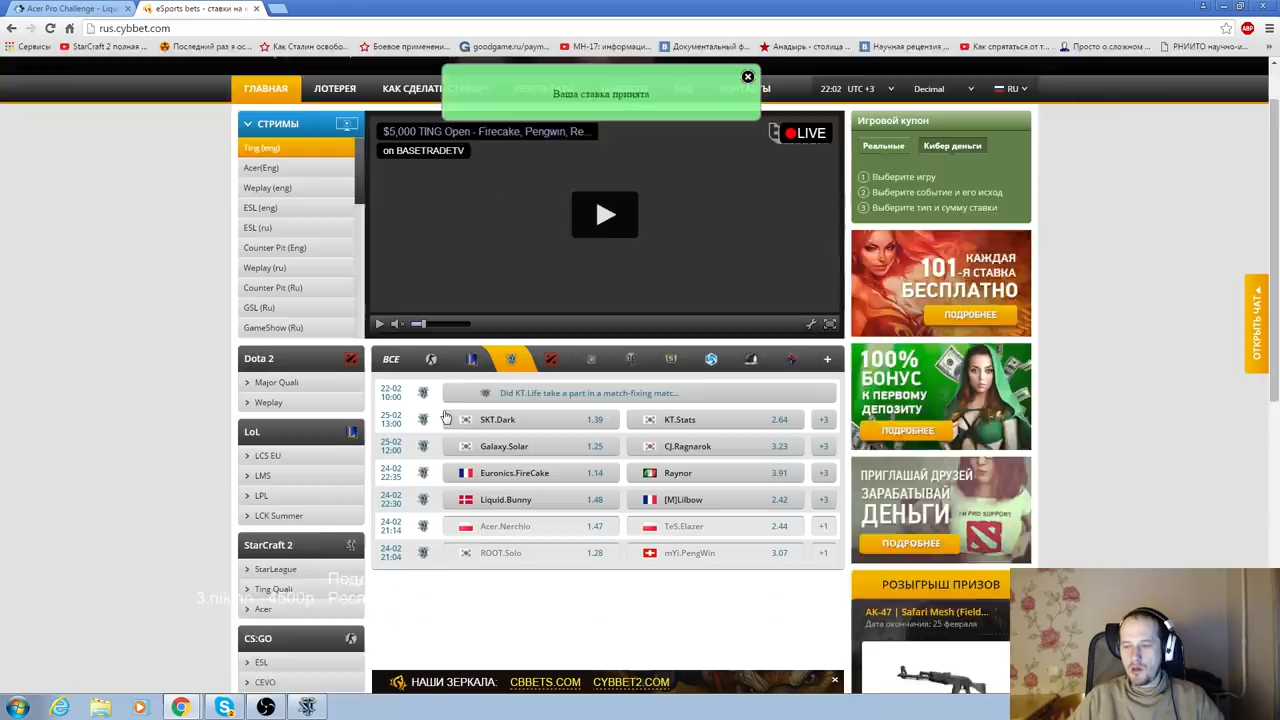 Acer Pro Challenge - Liqu
eSports bets - ставки на к
rus.cybbet.com
Сервисы
StarCraft 2 полная ...
Последний раз я ос...
Как Сталин освобо...
Боевое применени...
goodgame.ru/paym...
МН-17: информаци...
Документальный ф...
Анадырь - столица ...
Научная рецензия ...
Как спрятаться от т...
Просто о сложном ...
РНИИТО научно-и...
ГЛАВНАЯ
ЛОТЕРЕЯ
КАК СДЕЛАТЬ
Ваша ставка принята
22:02 UTC +3
Decimal
RU
СТРИМЫ
Ting (eng)
Acer(Eng)
Weplay (eng)
ESL (eng)
ESL (ru)
Counter Pit (Eng)
Weplay (ru)
Counter Pit (Ru)
GSL (Ru)
GameShow (Ru)
$5,000 TING Open - Firecake, Pengwin, Re...
on BASETRADETV
LIVE
Игровой купон
Реальные
Кибер деньги
1 Выберите игру
2 Выберите событие и его исход
3 Выберите тип и сумму ставки
КАЖДАЯ
101-Я СТАВКА
БЕСПЛАТНО
ПОДРОБНЕЕ
ОТКРЫТЬ ЧАТ
100%
БОНУС
К ПЕРВОМУ
ДЕПОЗИТУ
ПОДРОБНЕЕ
ПРИГЛАШАЙ ДРУЗЕЙ
ЗАРАБАТЫВАЙ
ДЕНЬГИ
ПОДРОБНЕЕ
РОЗЫГРЫШ ПРИЗОВ
AK-47 | Safari Mesh (Field...
Дата окончания: 25 февраля
Dota 2
Major Quali
Weplay
LoL
LCS EU
LMS
LPL
LCK Summer
StarCraft 2
StarLeague
Ting Quali
Acer
CS:GO
ESL
CEVO
ВСЕ
+
22-02
10:00
Did KT.Life take a part in a match-fixing matc...
25-02
13:00
SKT.Dark 1.39 KT.Stats 2.64 +3
25-02
12:00
Galaxy.Solar 1.25 CJ.Ragnarok 3.23 +3
24-02
22:35
Euronics.FireCake 1.14 Raynor 3.91 +3
24-02
22:30
Liquid.Bunny 1.48 [M]Lilbow 2.42 +3
24-02
21:14
Acer.Nerchio 1.47 TeS.Elazer 2.44 +1
24-02
21:04
ROOT.Solo 1.28 mYi.PengWin 3.07 +1
НАШИ ЗЕРКАЛА: CBBETS.COM CYBBET2.COM